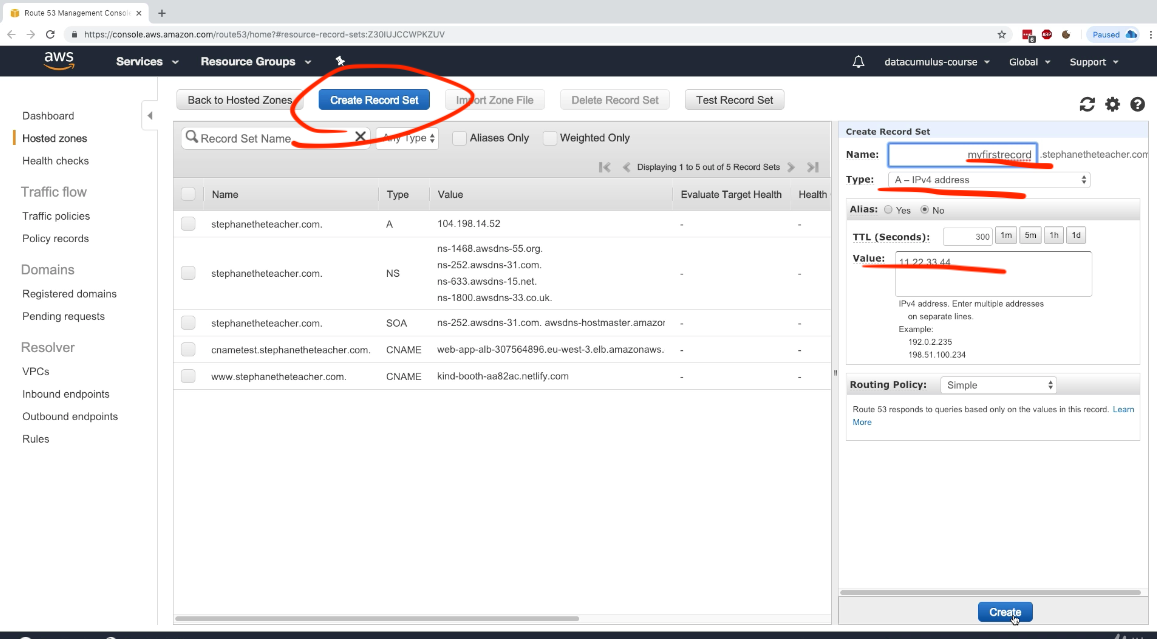 Route 53 Management Consol
https://console.aws.amazon.com/route53/home?#resource-record-sets:Z30IUJCCWPKZUV
Paused
aws
Services
Resource Groups
datacumulus-course
Global
Support
Dashboard
Hosted zones
Health checks
Traffic flow
Traffic policies
Policy records
Domains
Registered domains
Pending requests
Resolver
VPCs
Inbound endpoints
Outbound endpoints
Rules
Back to Hosted Zones
Create Record Set
Import Zone File
Delete Record Set
Test Record Set
Record Set Name
Any Type
Aliases Only
Weighted Only
Displaying 1 to 5 out of 5 Record Sets
Name Type Value Evaluate Target Health Health
stephanetheteacher.com. A 104.198.14.52 - -
ns-1468.awsdns-55.org.
ns-252.awsdns-31.com.
stephanetheteacher.com. NS - -
ns-633.awsdns-15.net.
ns-1800.awsdns-33.co.uk.
stephanetheteacher.com. SOA ns-252.awsdns-31.com. awsdns-hostmaster.amazor - -
cnametest.stephanetheteacher.com. CNAME web-app-alb-307564896.eu-west-3.elb.amazonaws. - -
www.stephanetheteacher.com. CNAME kind-booth-aa82ac.netlify.com - -
Create Record Set
Name: myfirstrecord .stephanetheteacher.com
Type: A – IPv4 address
Alias: Yes No
TTL (Seconds): 300 1m 5m 1h 1d
Value: 11.22.33.44
IPv4 address. Enter multiple addresses
on separate lines.
Example:
192.0.2.235
198.51.100.234
Routing Policy: Simple
Route 53 responds to queries based only on the values in this record. Learn
More
Create